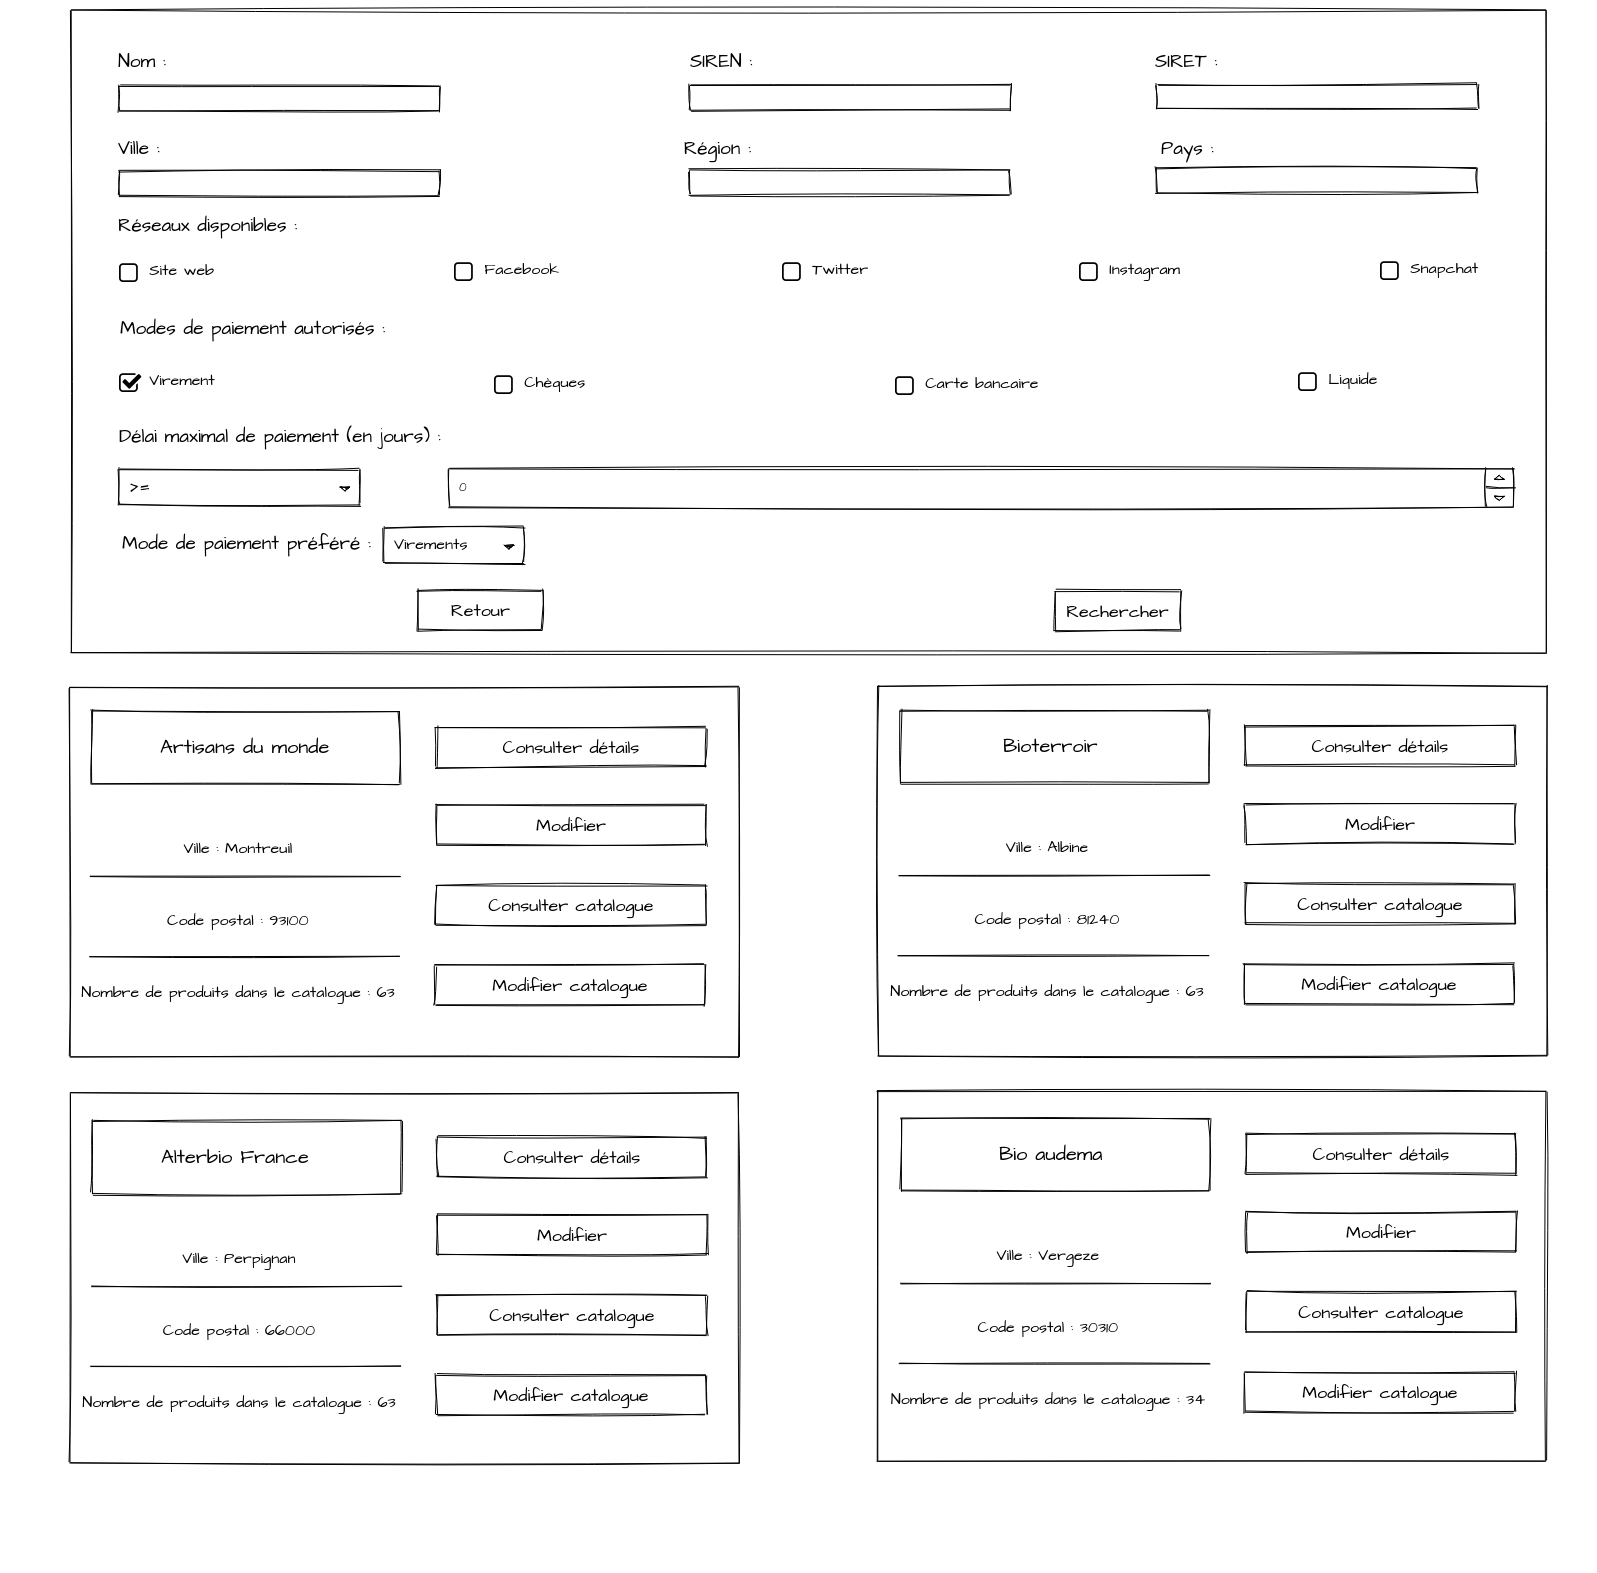 Nom : SIREN : SIRET :
Ville : Région : Pays :
Réseaux disponibles :
Site web Facebook Twitter Instagram Snapchat
Modes de paiement autorisés :
Virement Chèques Carte bancaire Liquide
Délai maximal de paiement (en jours) :
>= 0
Mode de paiement préféré : Virements
Retour Rechercher
Artisans du monde
Consulter détails
Modifier
Ville : Montreuil
Consulter catalogue
Code postal : 93100
Modifier catalogue
Nombre de produits dans le catalogue : 63
Bioterroir
Consulter détails
Modifier
Ville : Albine
Consulter catalogue
Code postal : 81240
Modifier catalogue
Nombre de produits dans le catalogue : 63
Alterbio France
Consulter détails
Modifier
Ville : Perpignan
Consulter catalogue
Code postal : 66000
Modifier catalogue
Nombre de produits dans le catalogue : 63
Bio audema
Consulter détails
Modifier
Ville : Vergeze
Consulter catalogue
Code postal : 30310
Modifier catalogue
Nombre de produits dans le catalogue : 34